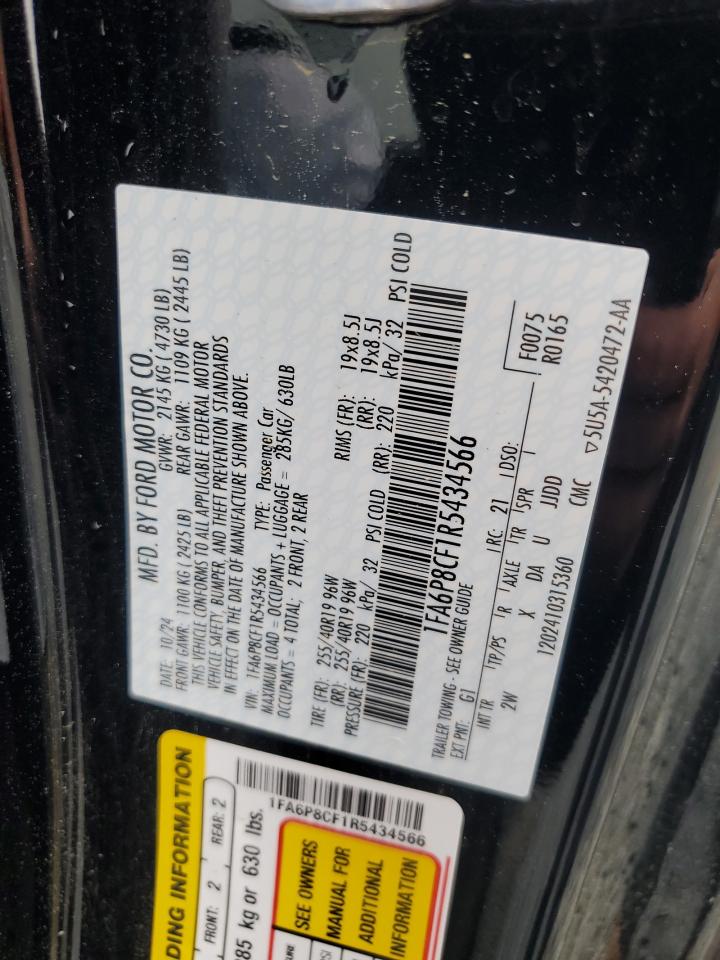 MFD. BY FORD MOTOR CO.
DATE: 10/24 GVWR: 2145 KG ( 4730 LB)
FRONT GAWR: 1100 KG ( 2425 LB) REAR GAWR: 1109 KG ( 2445 LB)
THIS VEHICLE CONFORMS TO ALL APPLICABLE FEDERAL MOTOR
VEHICLE SAFETY, BUMPER, AND THEFT PREVENTION STANDARDS
IN EFFECT ON THE DATE OF MANUFACTURE SHOWN ABOVE.
VIN: 1FA6P8CF1R5434566 TYPE: Passenger Car
MAXIMUM LOAD = OCCUPANTS + LUGGAGE = 285KG/ 630LB
OCCUPANTS = 4 TOTAL; 2 FRONT, 2 REAR
TIRE (FR): 255/40R19 96W RIMS (FR): 19x8.5J
(RR): 255/40R19 96W (RR): 19x8.5J
PRESSURE (FR): 220 kPa/ 32 PSI COLD (RR): 220 kPa/ 32 PSI COLD
1FA6P8CF1R5434566
TRAILER TOWING - SEE OWNER GUIDE
EXT PNT: G1 RC: 21 DSO:
INT TR TP/PS R AXLE TR SPR
2W X DA U
F0075
R0165
1202410315360 JJDD
CMC ▽5U5A-5420472-AA
DING INFORMATION
FRONT: 2 REAR: 2
285 kg or 630 lbs.
1FA6P8CF1R5434566
SEE OWNERS
MANUAL FOR
ADDITIONAL
INFORMATION